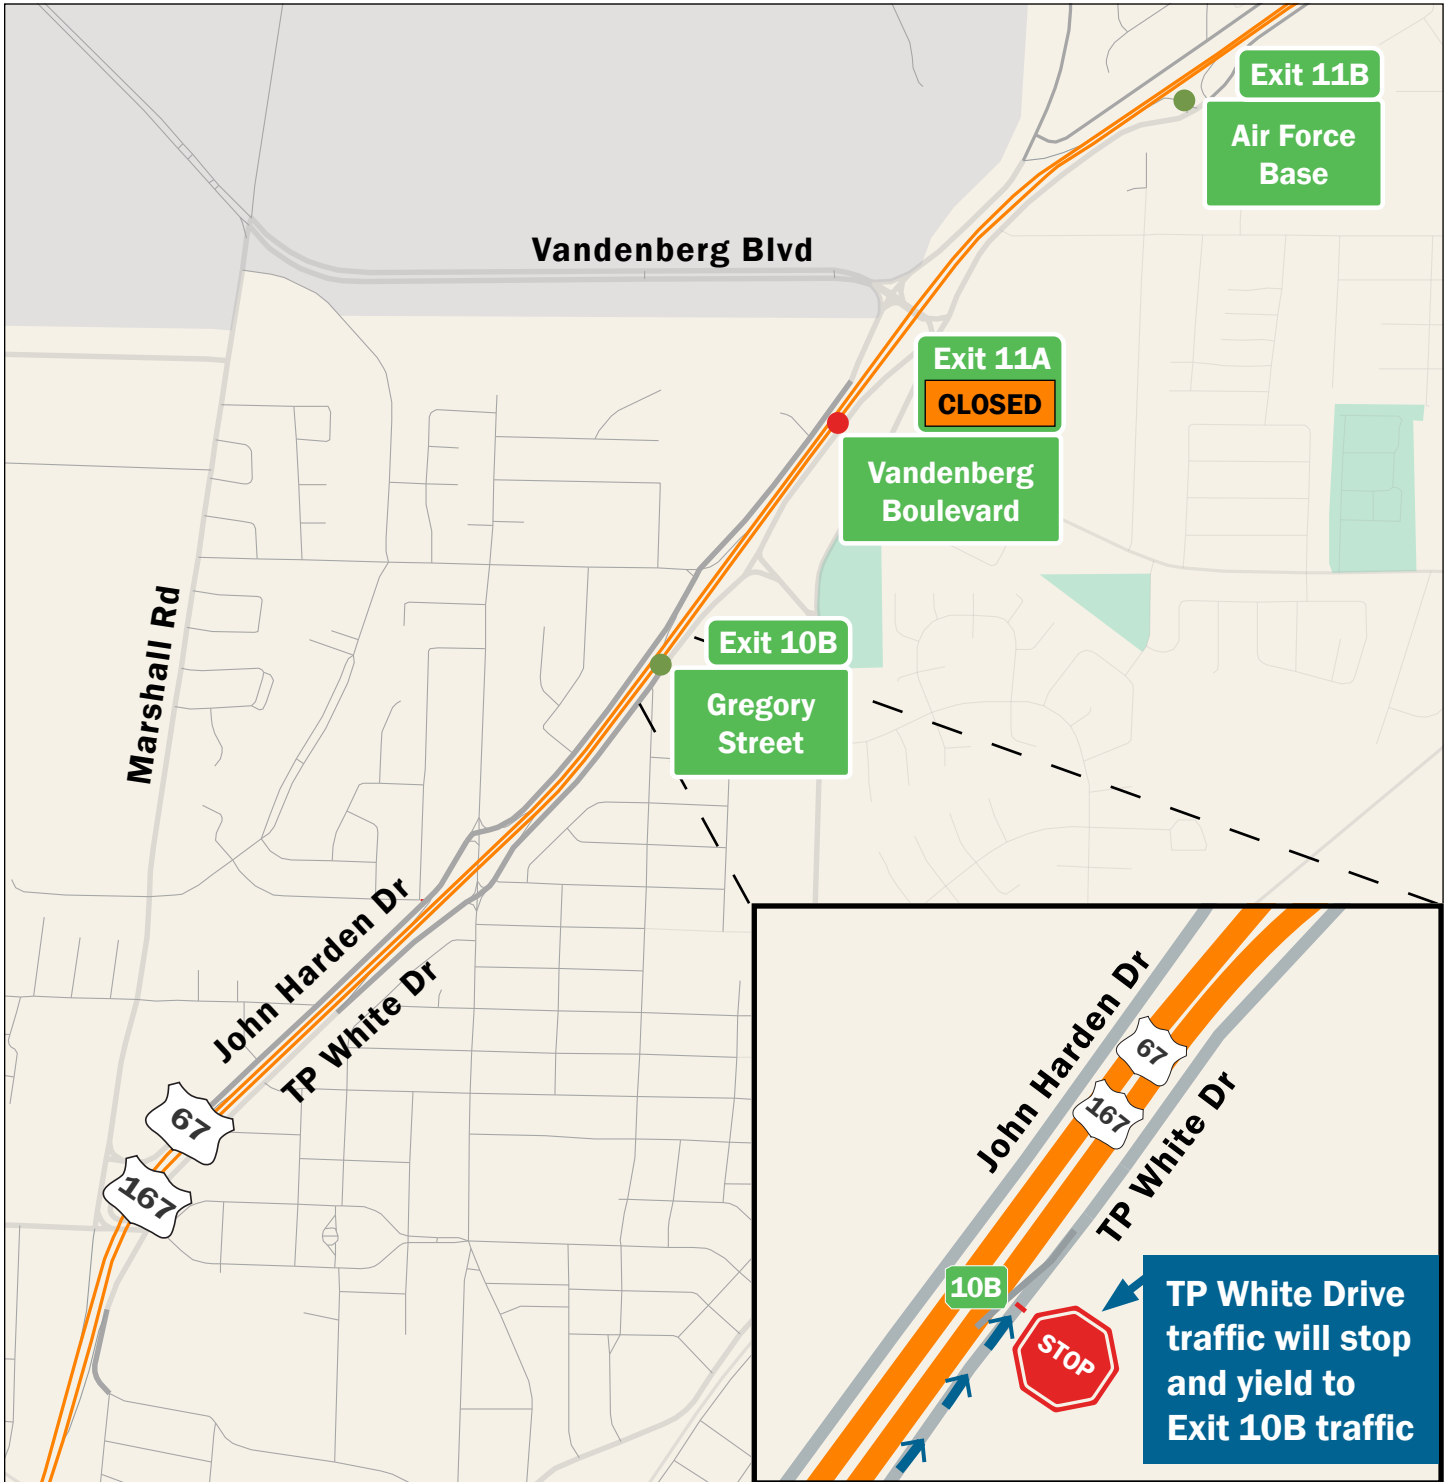 Exit 11B
Air Force
Base
Vandenberg Blvd
Exit 11A
CLOSED
Vandenberg
Boulevard
Marshall Rd
Exit 10B
Gregory
Street
John Harden Dr
TP White Dr
67
167
John Harden Dr
67
167
TP White Dr
10B
STOP
TP White Drive
traffic will stop
and yield to
Exit 10B traffic